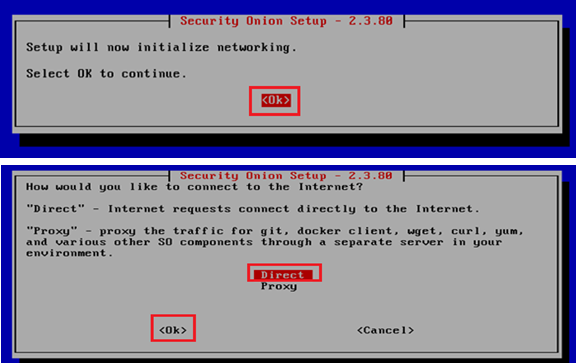 Security Onion Setup - 2.3.80
Setup will now initialize networking.
Select OK to continue.
<Ok>
Security Onion Setup - 2.3.80
How would you like to connect to the Internet?
"Direct" - Internet requests connect directly to the Internet.
"Proxy" - proxy the traffic for git, docker client, wget, curl, yum,
and various other SO components through a separate server in your
environment.
Direct
Proxy
<Ok> <Cancel>